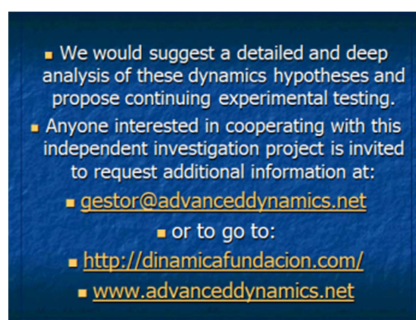 We would suggest a detailed and deep
analysis of these dynamics hypotheses and
propose continuing experimental testing.
Anyone interested in cooperating with this
independent investigation project is invited
to request additional information at:
gestor@advanceddynamics.net
or to go to:
http://dinamicafundacion.com/
www.advanceddynamics.net